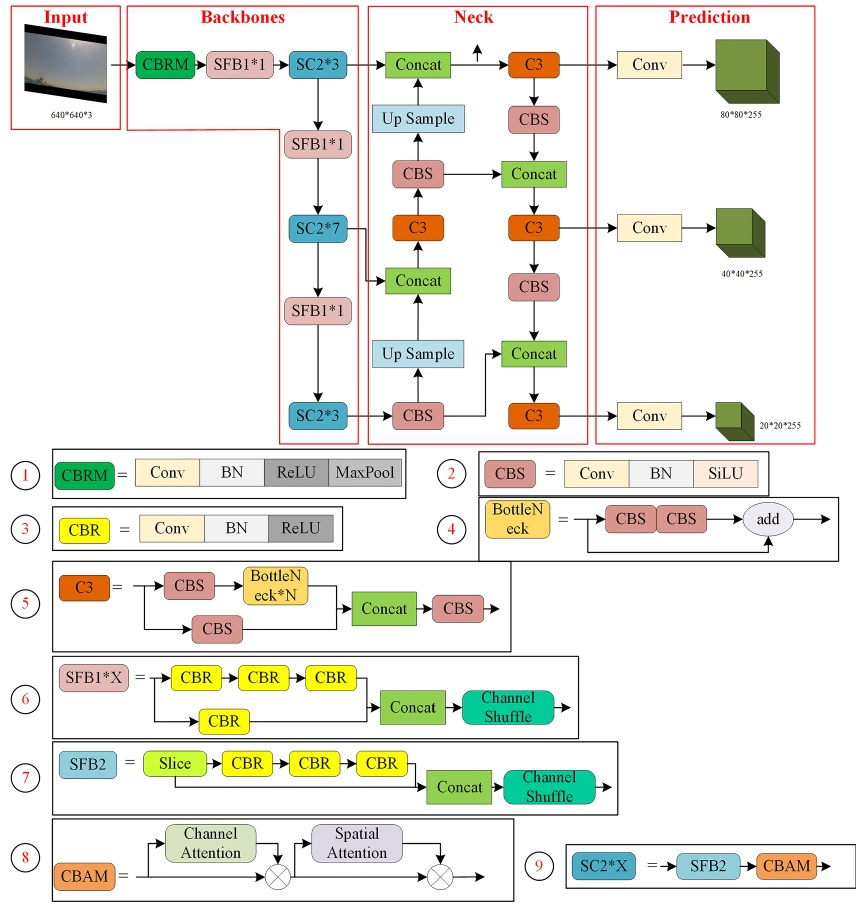 Input
Backbones
Neck
Prediction
CBRM
SFB1*1
SC2*3
Concat
C3
Conv
640*640*3
80*80*255
Up Sample
CBS
SFB1*1
CBS
Concat
SC2*7
C3
C3
Conv
40*40*255
Concat
CBS
SFB1*1
Up Sample
Concat
SC2*3
CBS
C3
Conv
20*20*255
1
CBRM
=
Conv
BN
ReLU
MaxPool
2
CBS
=
Conv
BN
SiLU
3
CBR
=
Conv
BN
ReLU
4
BottleN
eck
=
CBS
CBS
add
5
C3
=
CBS
BottleN
eck*N
CBS
Concat
CBS
6
SFB1*X
=
CBR
CBR
CBR
CBR
Concat
Channel
Shuffle
7
SFB2
=
Slice
CBR
CBR
CBR
Concat
Channel
Shuffle
8
CBAM
=
Channel
Attention
Spatial
Attention
9
SC2*X
=
SFB2
CBAM